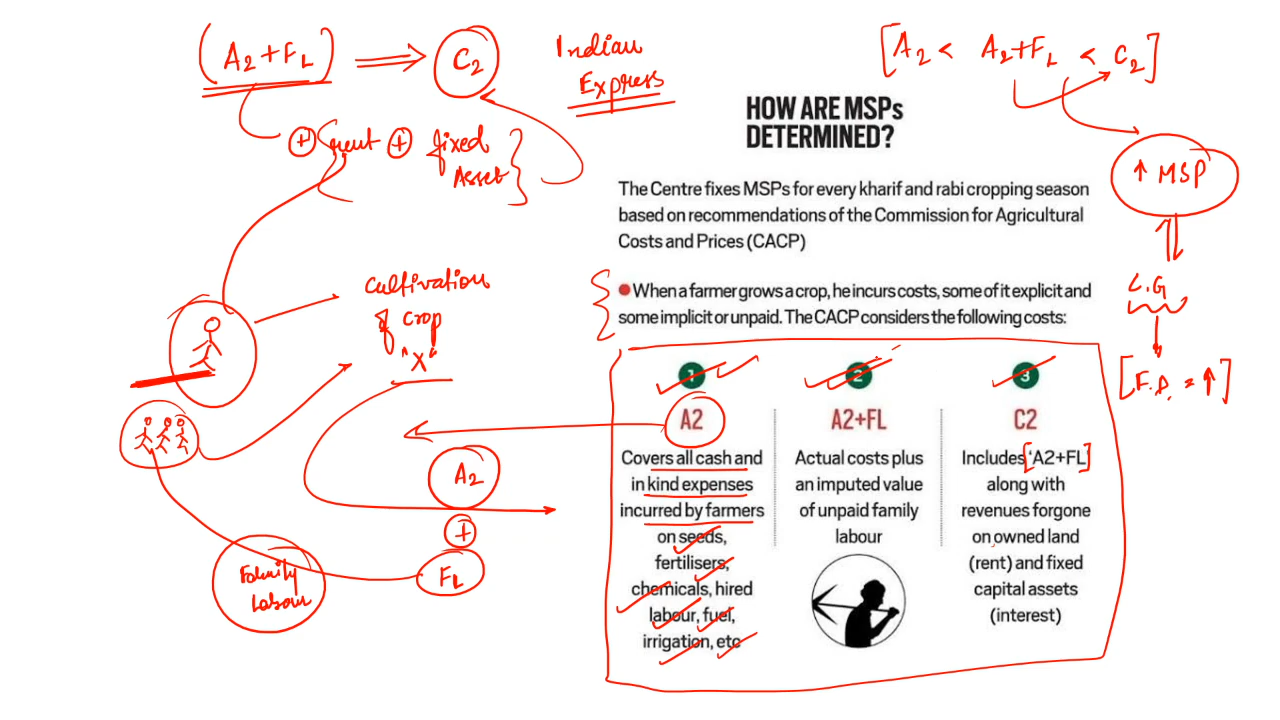 (A2+FL) ⇒ C2
Indian
Express
[A2 < A2+FL < C2]
+ (rent + fixed
Asset}
↑ MSP
C.G
[F.D. = ↑]
HOW ARE MSPs
DETERMINED?
The Centre fixes MSPs for every kharif and rabi cropping season
based on recommendations of the Commission for Agricultural
Costs and Prices (CACP)
When a farmer grows a crop, he incurs costs, some of it explicit and
some implicit or unpaid. The CACP considers the following costs:
1
A2
Covers all cash and
in kind expenses
incurred by farmers
on seeds,
fertilisers,
chemicals, hired
labour, fuel,
irrigation, etc
2
A2+FL
Actual costs plus
an imputed value
of unpaid family
labour
3
C2
Includes 'A2+FL'
along with
revenues forgone
on owned land
(rent) and fixed
capital assets
(interest)
Cultivation
of crop
"X"
A2
+
FL
Family
Labour